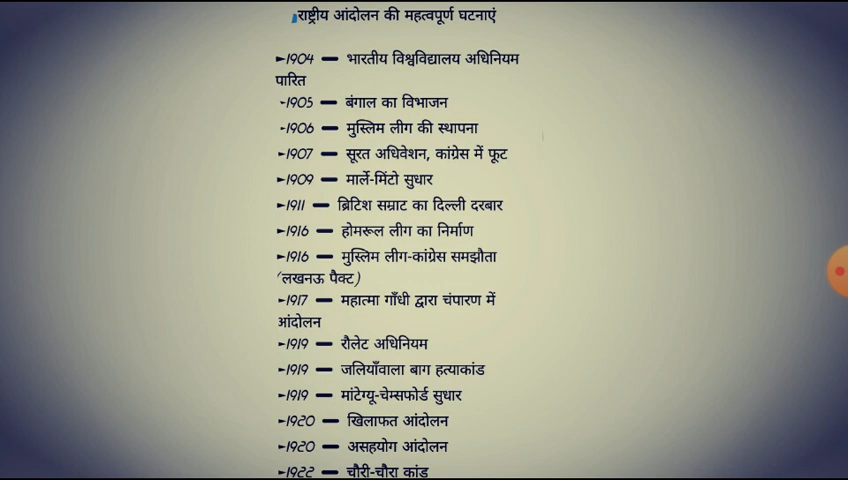 राष्ट्रीय आंदोलन की महत्वपूर्ण घटनाएं
►1904 — भारतीय विश्वविद्यालय अधिनियम
पारित
-1905 — बंगाल का विभाजन
-1906 — मुस्लिम लीग की स्थापना
►1907 — सूरत अधिवेशन, कांग्रेस में फूट
►1909 — मार्ले-मिंटो सुधार
►1911 — ब्रिटिश सम्राट का दिल्ली दरबार
►1916 — होमरूल लीग का निर्माण
►1916 — मुस्लिम लीग-कांग्रेस समझौता
(लखनऊ पैक्ट)
►1917 — महात्मा गाँधी द्वारा चंपारण में
आंदोलन
►1919 — रौलेट अधिनियम
►1919 — जलियाँवाला बाग हत्याकांड
►1919 — मांटेग्यू-चेम्सफोर्ड सुधार
►1920 — खिलाफत आंदोलन
►1920 — असहयोग आंदोलन
►1922 — चौरी-चौरा कांड